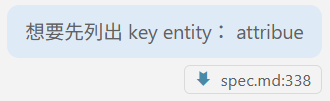 想要先列出 key entity： attribue
spec.md:338